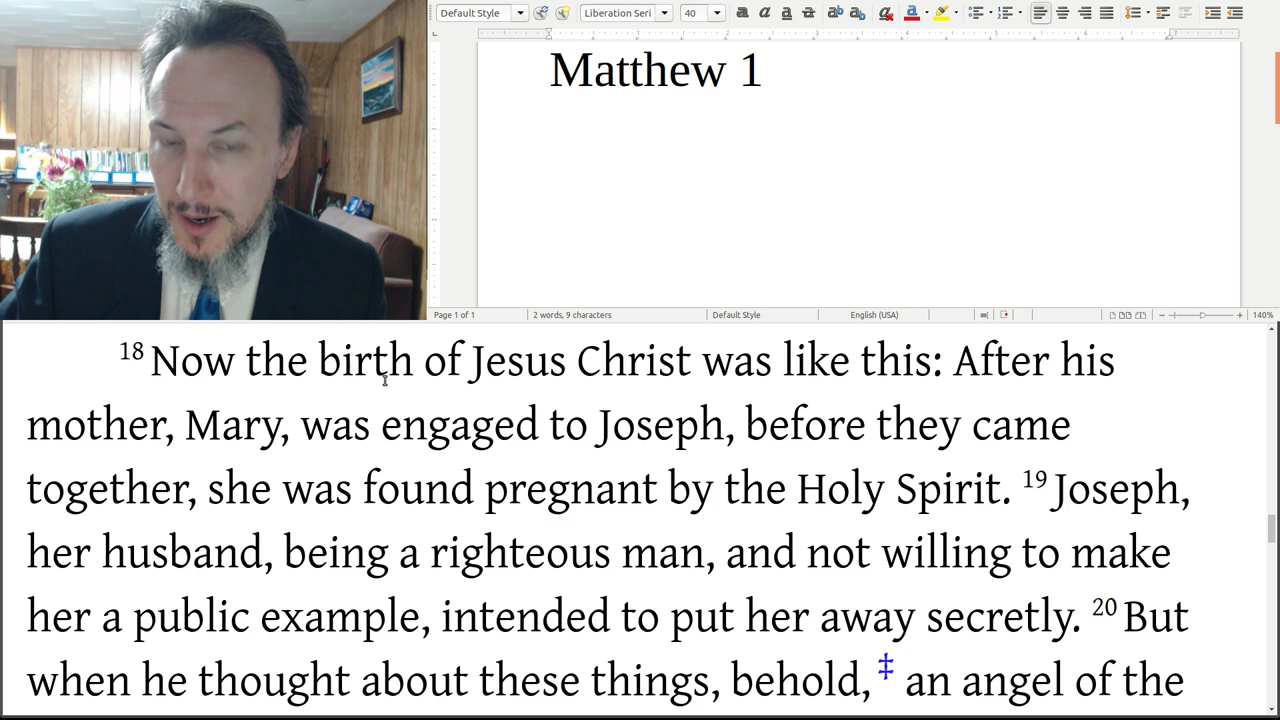 Default Style
Liberation Seri
40
Matthew 1
Page 1 of 1
2 words, 9 characters
Default Style
English (USA)
140%
18 Now the birth of Jesus Christ was like this: After his
mother, Mary, was engaged to Joseph, before they came
together, she was found pregnant by the Holy Spirit. 19 Joseph,
her husband, being a righteous man, and not willing to make
her a public example, intended to put her away secretly. 20 But
when he thought about these things, behold,‡ an angel of the